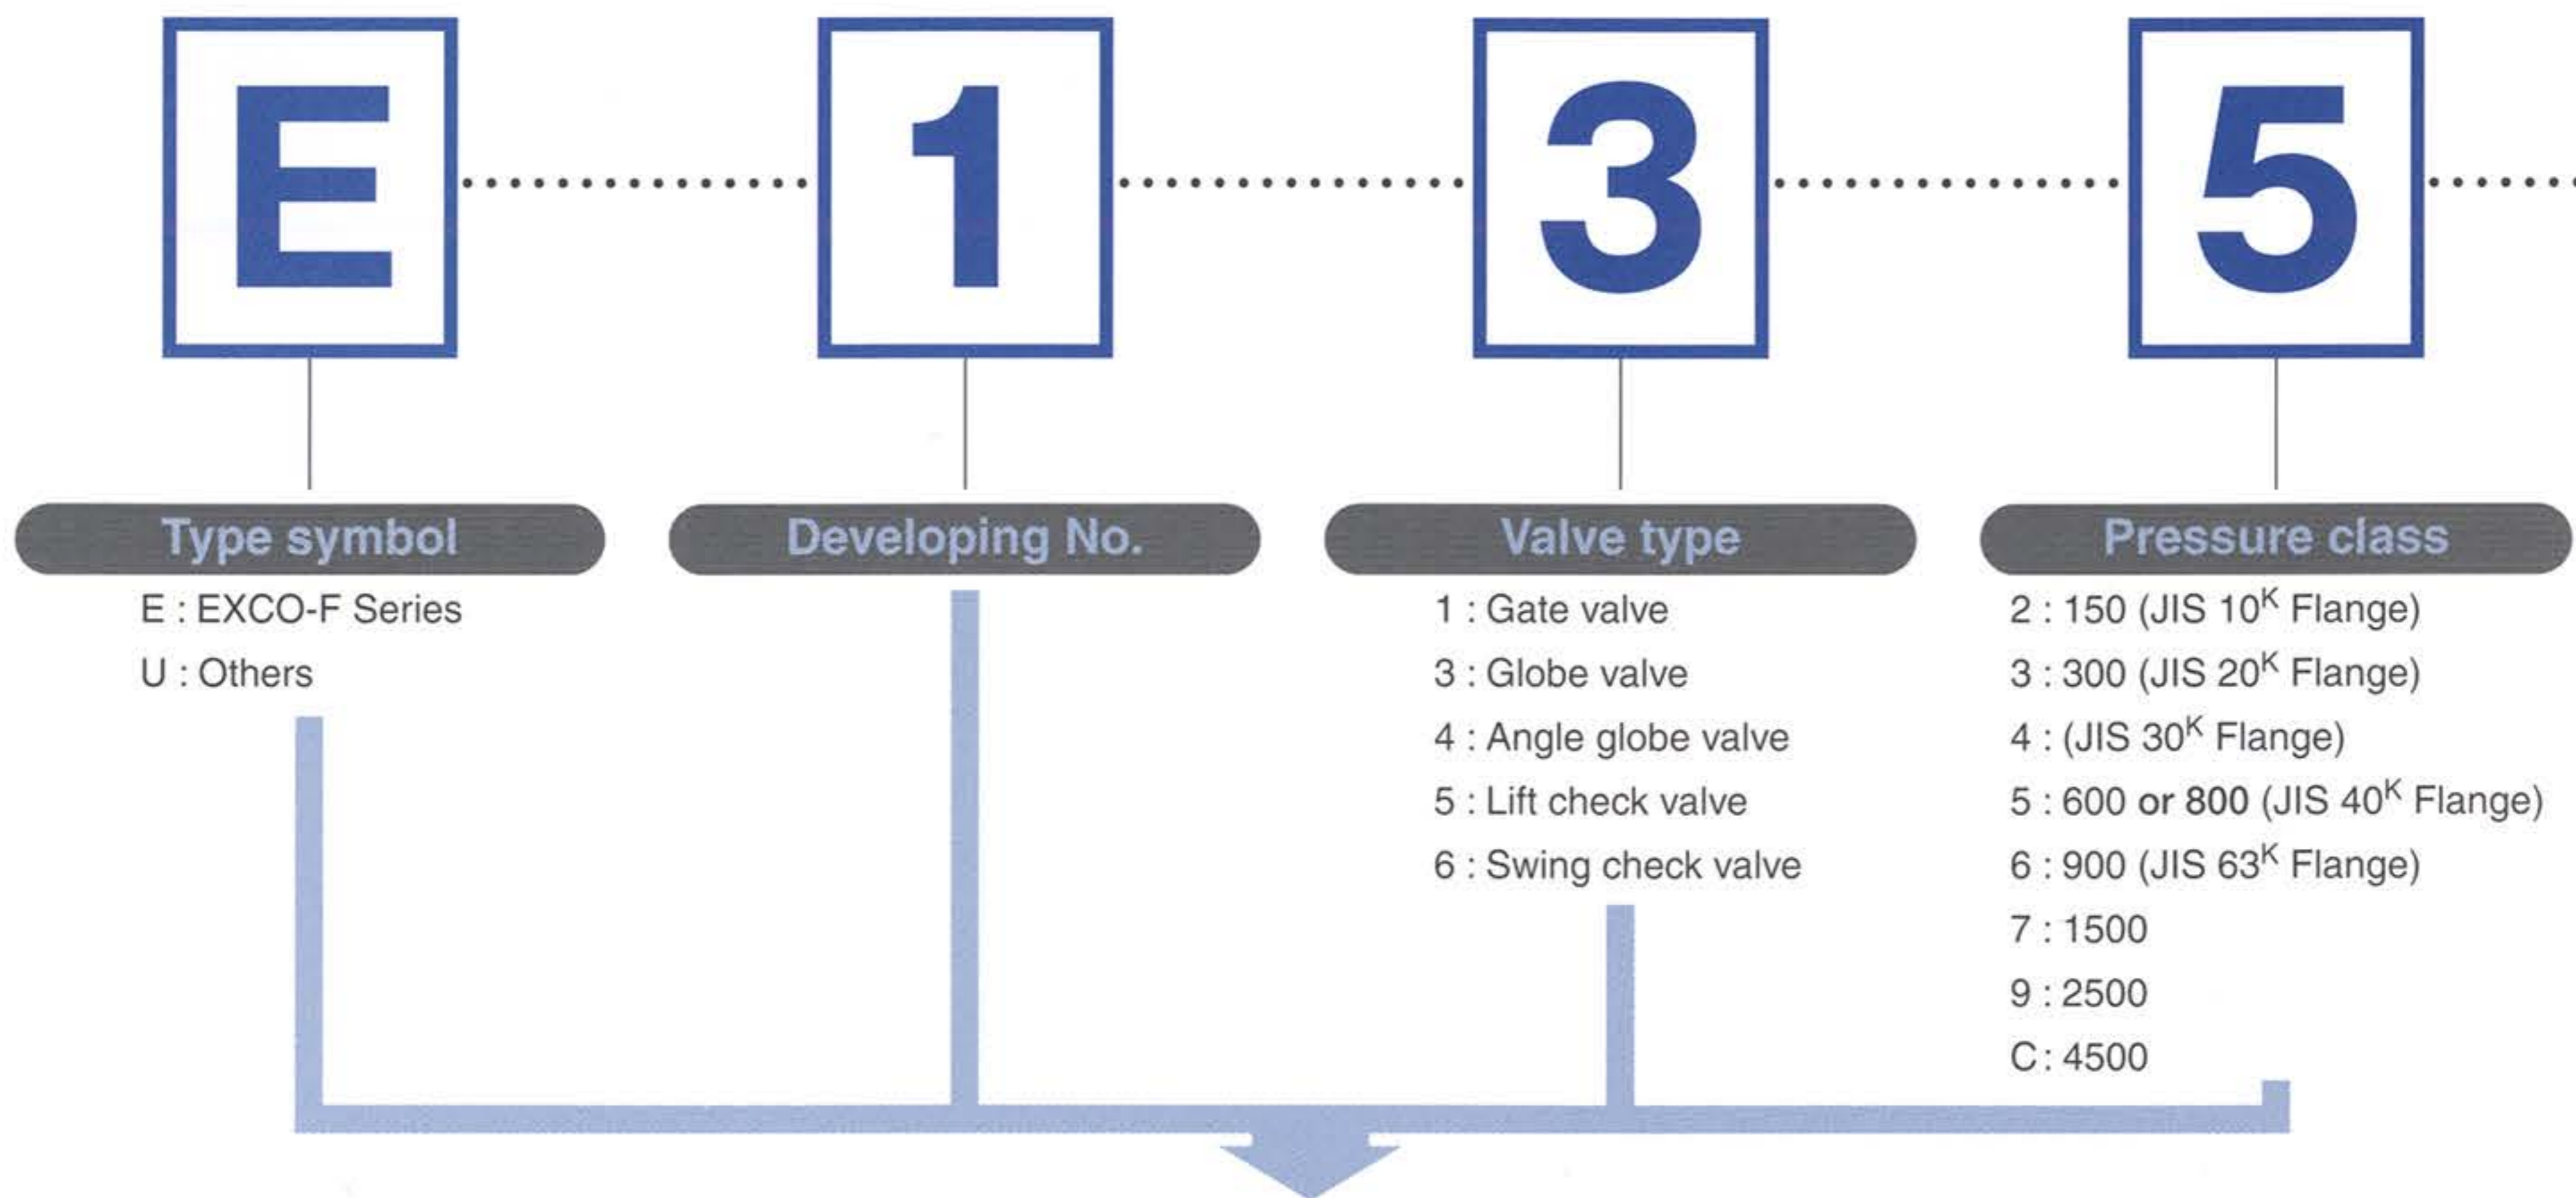 E 1 3 5
Type symbol
E : EXCO-F Series
U : Others
Developing No.
Valve type
1 : Gate valve
3 : Globe valve
4 : Angle globe valve
5 : Lift check valve
6 : Swing check valve
Pressure class
2 : 150 (JIS 10K Flange)
3 : 300 (JIS 20K Flange)
4 : (JIS 30K Flange)
5 : 600 or 800 (JIS 40K Flange)
6 : 900 (JIS 63K Flange)
7 : 1500
9 : 2500
C : 4500